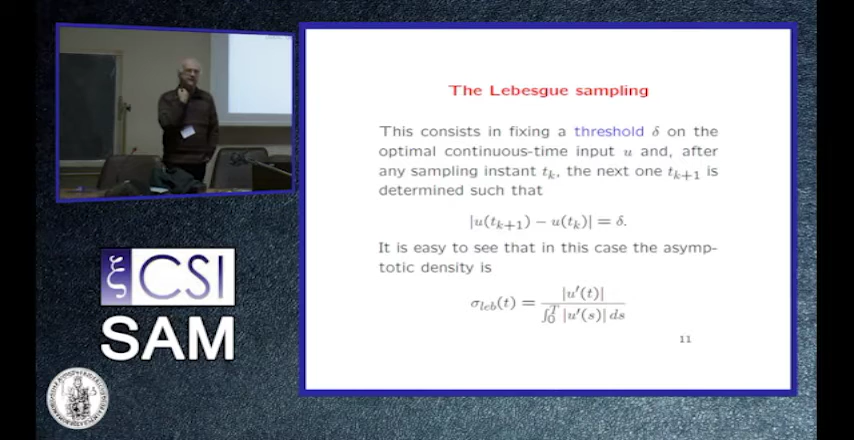 The Lebesgue sampling
This consists in fixing a threshold δ on the
optimal continuous-time input u and, after
any sampling instant t_k, the next one t_{k+1} is
determined such that
|u(t_{k+1}) − u(t_k)| = δ.
It is easy to see that in this case the asymp-
totic density is
σ_{leb}(t) = |u′(t)| / ∫_0^T |u′(s)| ds
11
ξ CSI
SAM